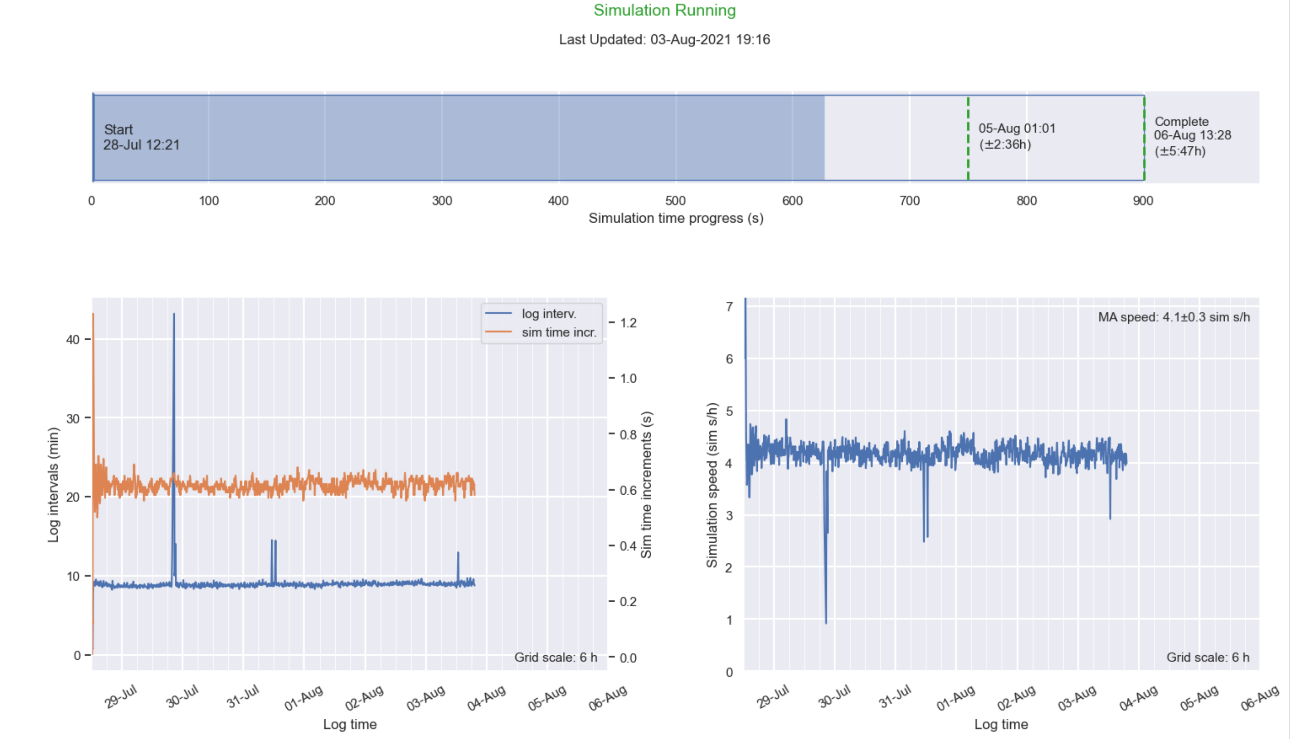 Simulation Running
Last Updated: 03-Aug-2021 19:16
Start
28-Jul 12:21
05-Aug 01:01
(±2:36h)
Complete
06-Aug 13:28
(±5:47h)
0 100 200 300 400 500 600 700 800 900
Simulation time progress (s)
log interv.
sim time incr.
40
30
20
10
0
Log intervals (min)
1.2
1.0
0.8
0.6
0.4
0.2
0.0
Sim time increments (s)
Grid scale: 6 h
29-Jul 30-Jul 31-Jul 01-Aug 02-Aug 03-Aug 04-Aug 05-Aug 06-Aug
Log time
MA speed: 4.1±0.3 sim s/h
7
6
5
4
3
2
1
0
Simulation speed (sim s/h)
Grid scale: 6 h
29-Jul 30-Jul 31-Jul 01-Aug 02-Aug 03-Aug 04-Aug 05-Aug 06-Aug
Log time